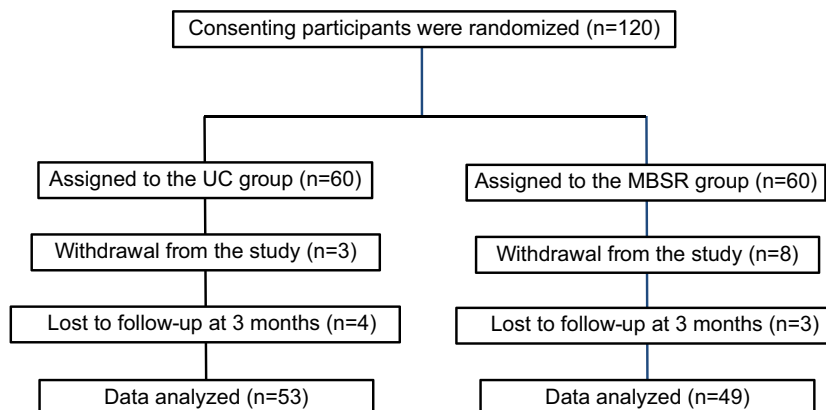 Consenting participants were randomized (n=120)
Assigned to the UC group (n=60)
Assigned to the MBSR group (n=60)
Withdrawal from the study (n=3)
Withdrawal from the study (n=8)
Lost to follow-up at 3 months (n=4)
Lost to follow-up at 3 months (n=3)
Data analyzed (n=53)
Data analyzed (n=49)